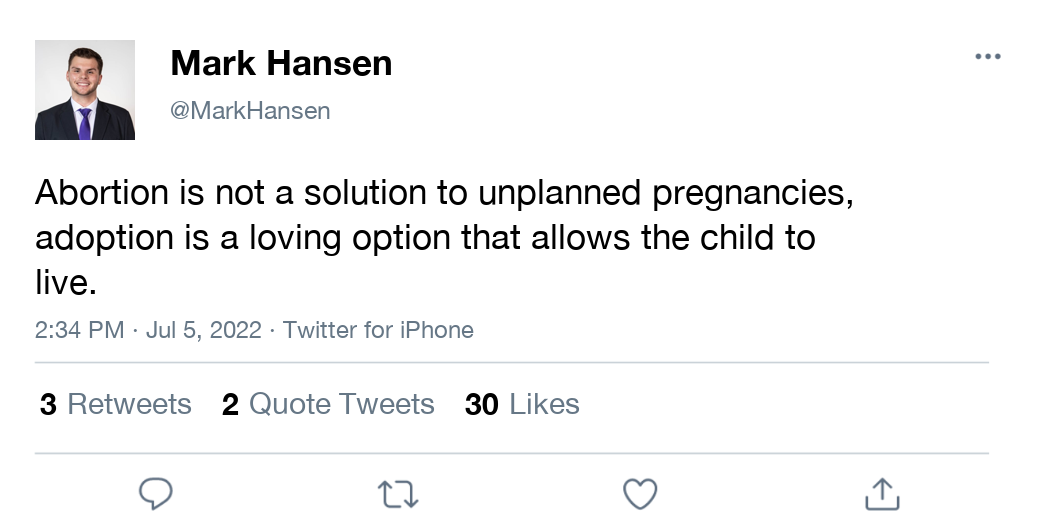 Mark Hansen
@MarkHansen
Abortion is not a solution to unplanned pregnancies,
adoption is a loving option that allows the child to
live.
2:34 PM · Jul 5, 2022 · Twitter for iPhone
3 Retweets 2 Quote Tweets 30 Likes